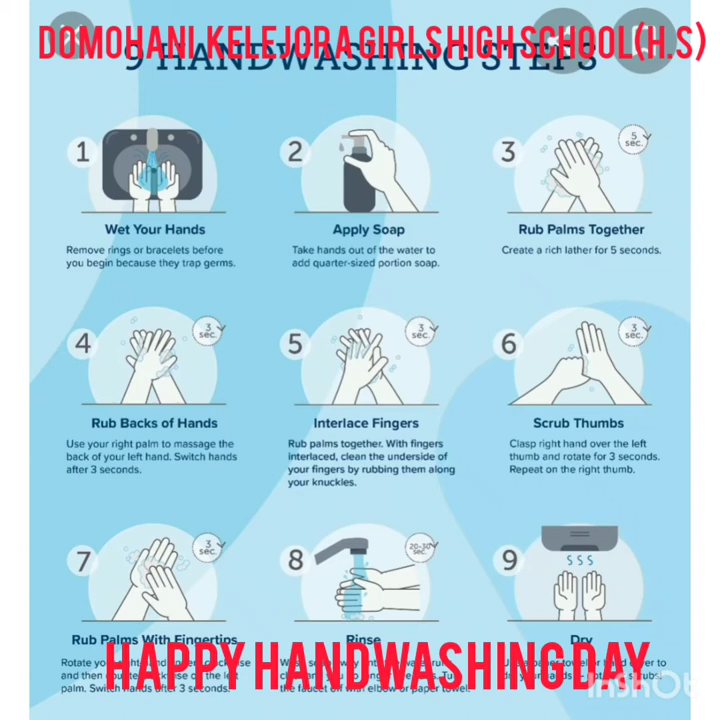 DOMOHANI KELEJORA GIRLS HIGH SCHOOL(H.S)
9 HANDWASHING STEPS
1
Wet Your Hands
Remove rings or bracelets before
you begin because they trap germs.
2
Apply Soap
Take hands out of the water to
add quarter-sized portion soap.
3
5
sec.
Rub Palms Together
Create a rich lather for 5 seconds.
4
3
sec.
Rub Backs of Hands
Use your right palm to massage the
back of your left hand. Switch hands
after 3 seconds.
5
3
sec.
Interlace Fingers
Rub palms together. With fingers
interlaced, clean the underside of
your fingers by rubbing them along
your knuckles.
6
3
sec.
Scrub Thumbs
Clasp right hand over the left
thumb and rotate for 3 seconds.
Repeat on the right thumb.
7
3
sec.
Rub Palms With Fingertips
Rotate
and then on the left
palm. Switch hands after 3 seconds.
8
20-30
sec.
Rinse
the faucet off with elbow or paper towel.
9
Dry
HAPPY HANDWASHING DAY
InShOt